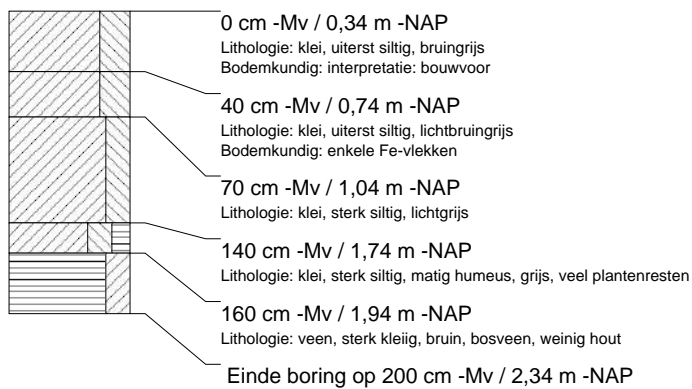 0 cm -Mv / 0,34 m -NAP
Lithologie: klei, uiterst siltig, bruingrijs
Bodemkundig: interpretatie: bouwvoor
40 cm -Mv / 0,74 m -NAP
Lithologie: klei, uiterst siltig, lichtbruingrijs
Bodemkundig: enkele Fe-vlekken
70 cm -Mv / 1,04 m -NAP
Lithologie: klei, sterk siltig, lichtgrijs
140 cm -Mv / 1,74 m -NAP
Lithologie: klei, sterk siltig, matig humeus, grijs, veel plantenresten
160 cm -Mv / 1,94 m -NAP
Lithologie: veen, sterk kleiig, bruin, bosveen, weinig hout
Einde boring op 200 cm -Mv / 2,34 m -NAP